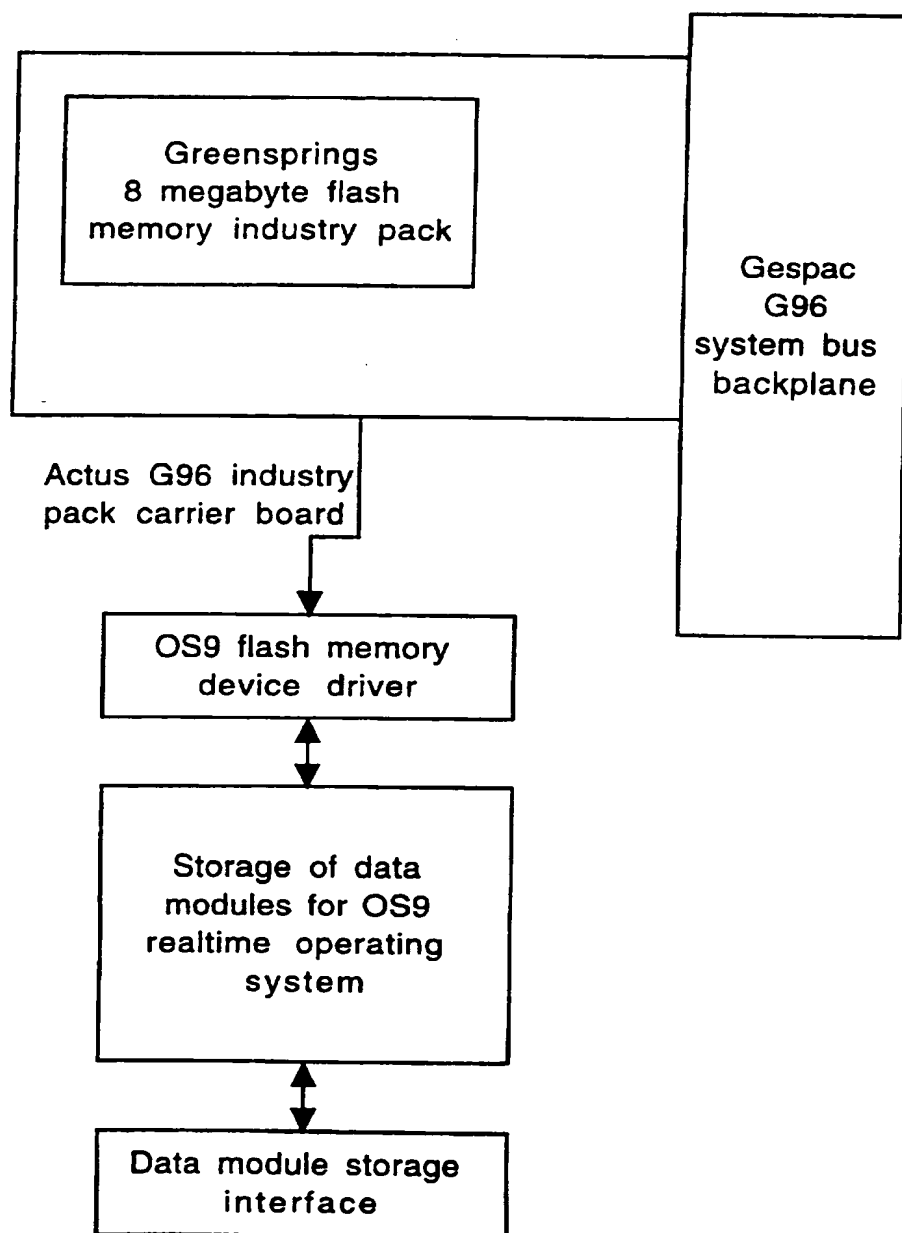 Greensprings
8 megabyte flash
memory industry pack
Gespac
G96
system bus
backplane
Actus G96 industry
pack carrier board
OS9 flash memory
device driver
Storage of data
modules for OS9
realtime operating
system
Data module storage
interface